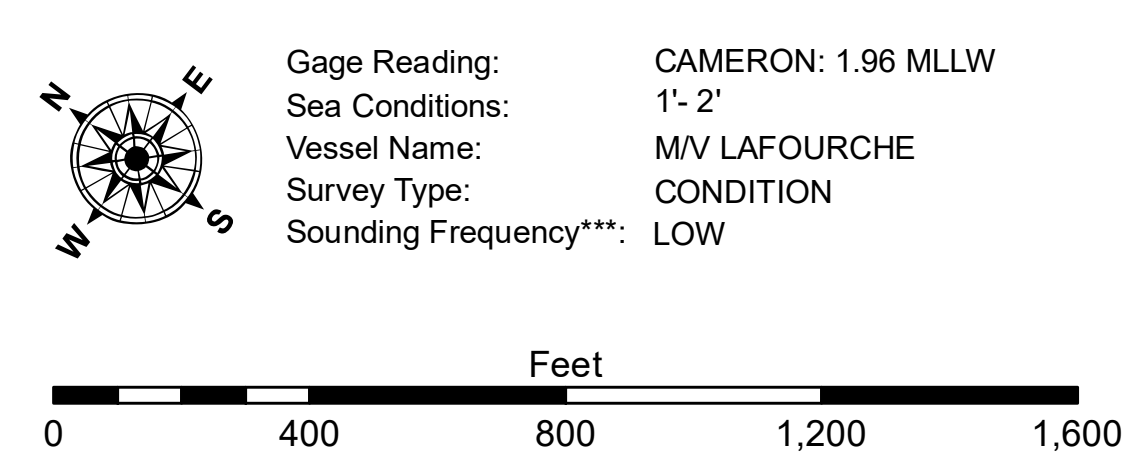 N
E
W
S
Gage Reading: CAMERON: 1.96 MLLW
Sea Conditions: 1'- 2'
Vessel Name: M/V LAFOURCHE
Survey Type: CONDITION
Sounding Frequency***: LOW
Feet
0 400 800 1,200 1,600